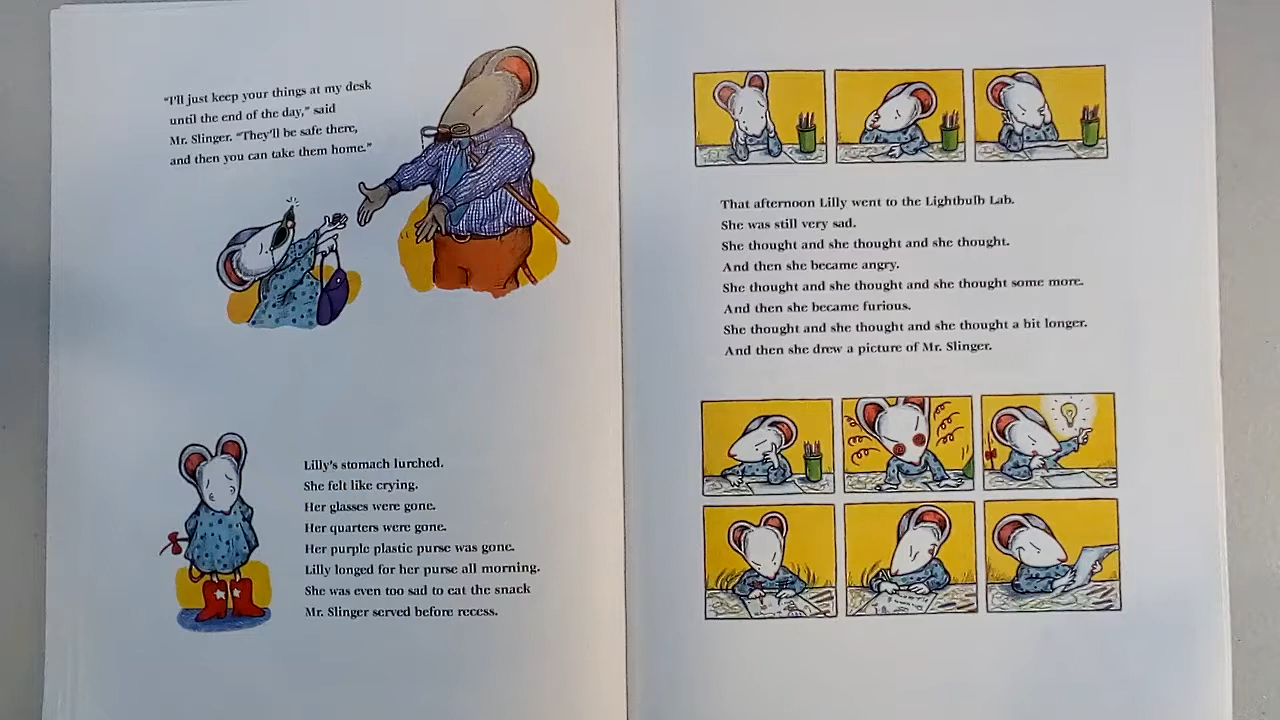 "I'll just keep your things at my desk
until the end of the day," said
Mr. Slinger. "They'll be safe there,
and then you can take them home."
Lilly's stomach lurched.
She felt like crying.
Her glasses were gone.
Her quarters were gone.
Her purple plastic purse was gone.
Lilly longed for her purse all morning.
She was even too sad to eat the snack
Mr. Slinger served before recess.
That afternoon Lilly went to the Lightbulb Lab.
She was still very sad.
She thought and she thought and she thought.
And then she became angry.
She thought and she thought and she thought some more.
And then she became furious.
She thought and she thought and she thought a bit longer.
And then she drew a picture of Mr. Slinger.